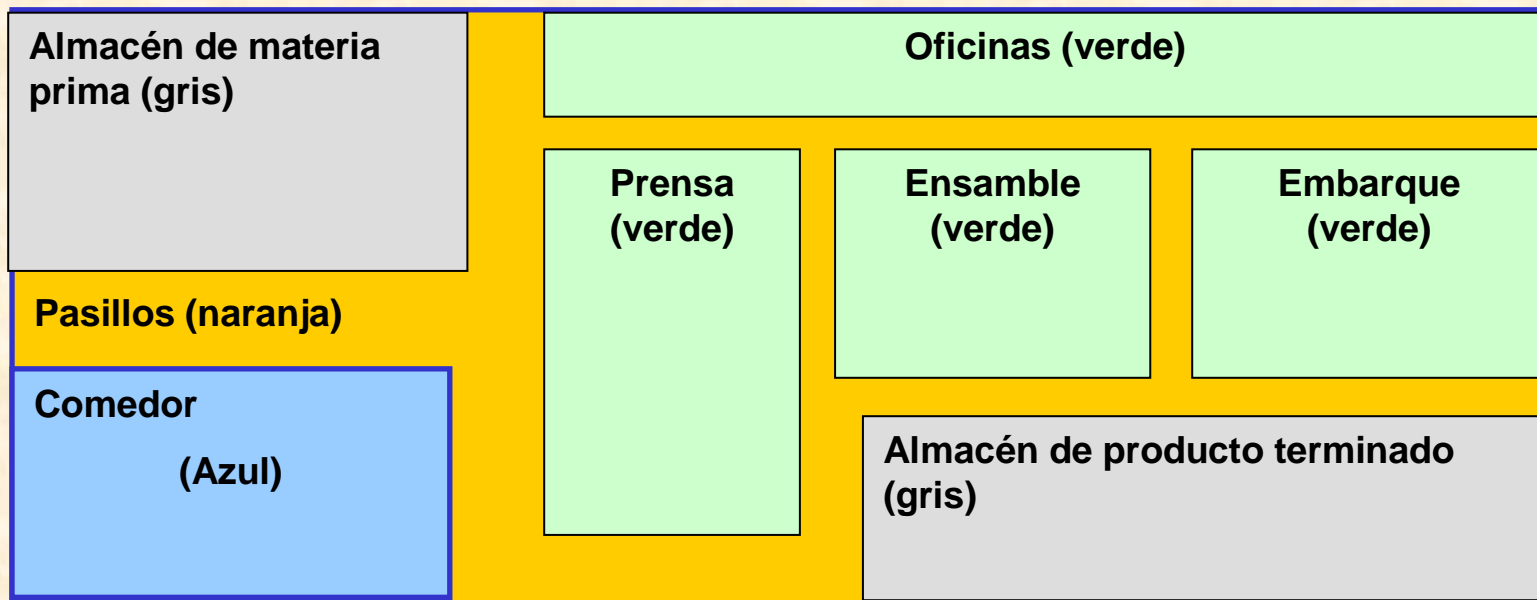 Almacén de materia
prima (gris)
Oficinas (verde)
Prensa
(verde)
Ensamble
(verde)
Embarque
(verde)
Pasillos (naranja)
Comedor
(Azul)
Almacén de producto terminado
(gris)